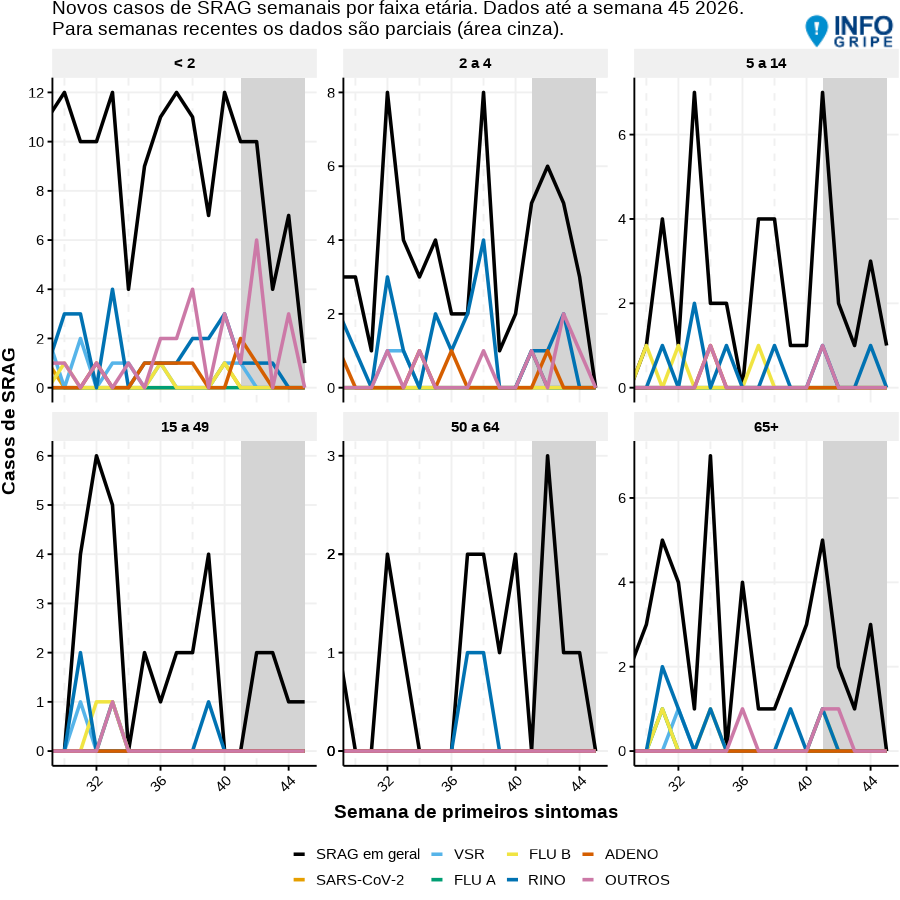 Novos casos de SRAG semanais por faixa etária. Dados até a semana 45 2026.
Para semanas recentes os dados são parciais (área cinza).
INFO
GRIPE
< 2
2 a 4
5 a 14
12
10
8
6
4
2
0
8
6
4
2
0
6
4
2
0
Casos de SRAG
15 a 49
50 a 64
65+
6
5
4
3
2
1
0
3
2
1
0
6
4
2
0
32
36
40
44
32
36
40
44
32
36
40
44
Semana de primeiros sintomas
SRAG em geral
VSR
FLU B
ADENO
SARS-CoV-2
FLU A
RINO
OUTROS